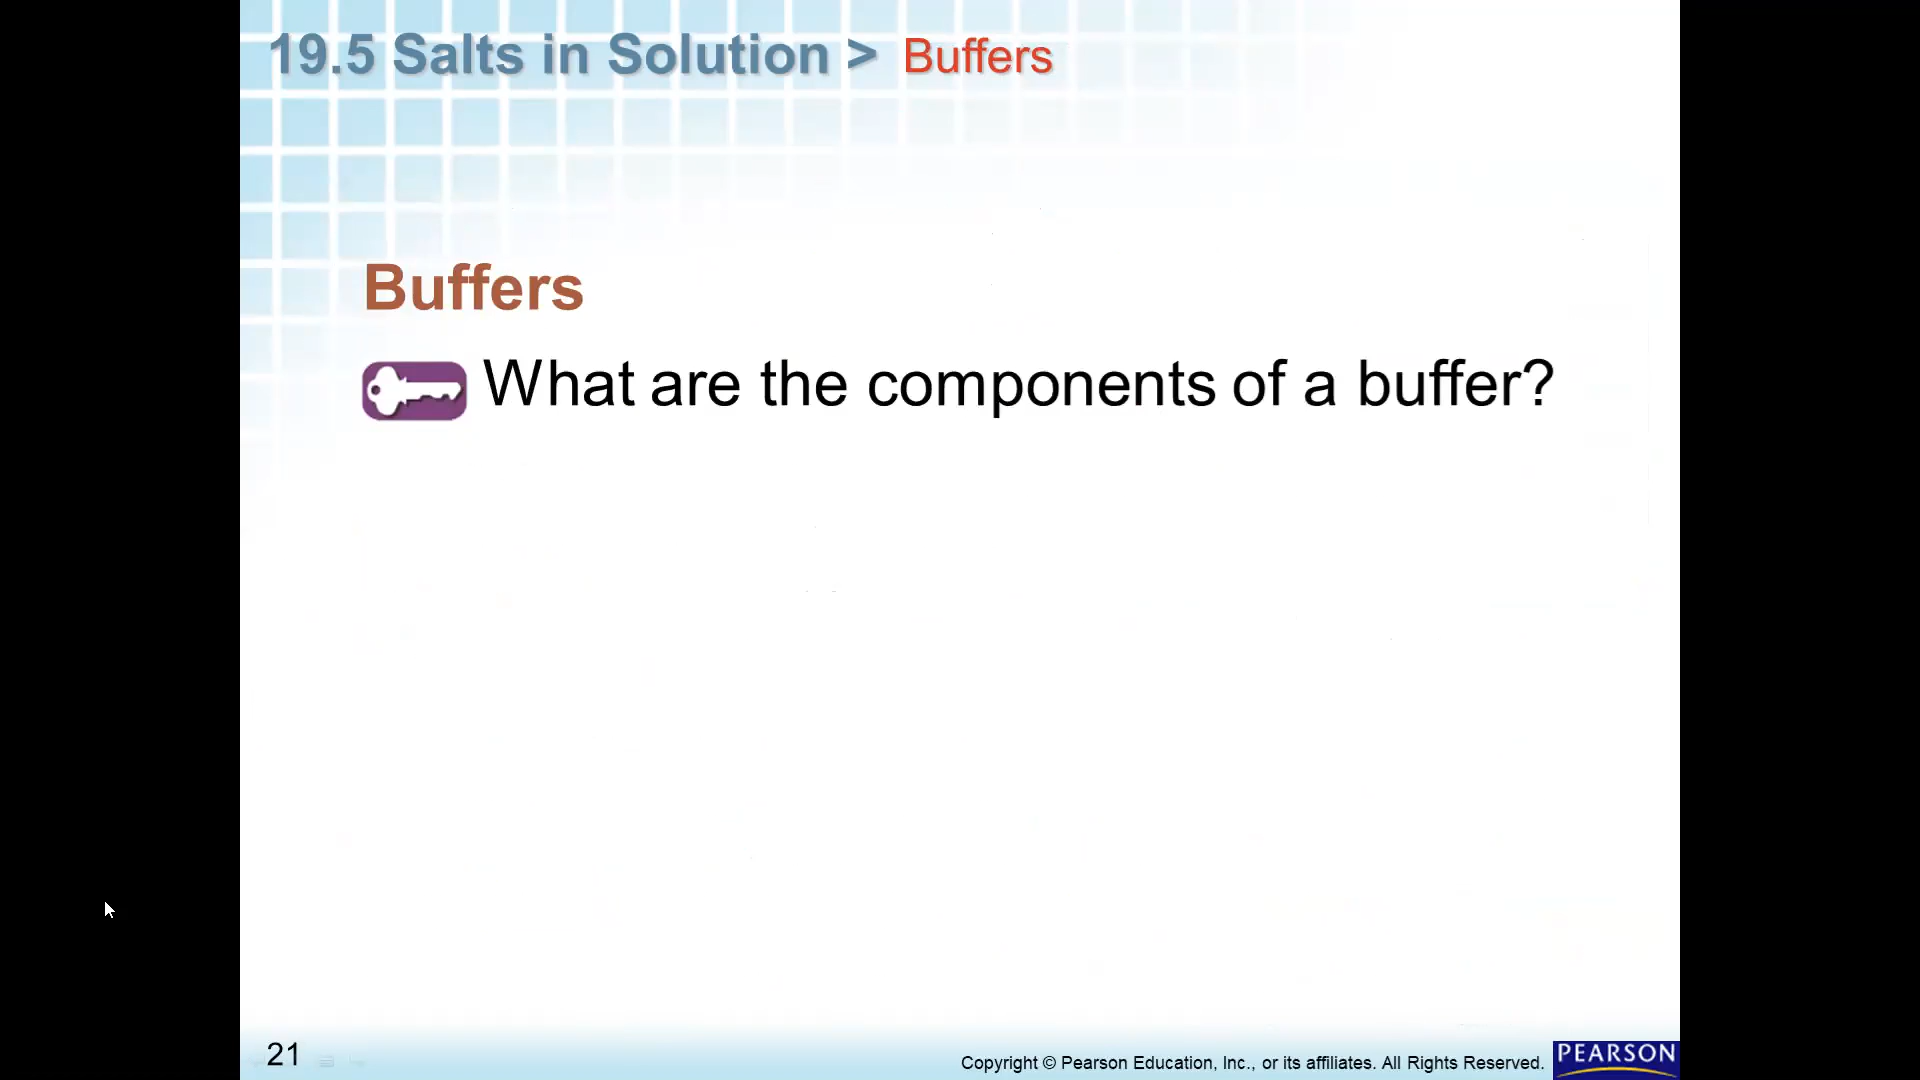 19.5 Salts in Solution > Buffers
Buffers
What are the components of a buffer?
21
Copyright © Pearson Education, Inc., or its affiliates. All Rights Reserved.
PEARSON